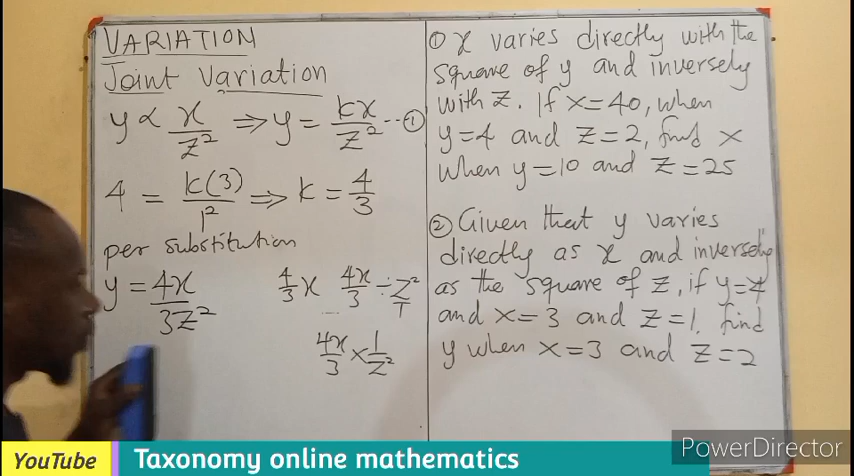 VARIATION
Joint Variation
y ∝ x/z² ⇒ y = kx/z² --①
4 = k(3)/1² ⇒ k = 4/3
per substitution
y = 4x/3z²
4/3 x 4x/3 ÷ z²/1
4x/3 × 1/z²
① x varies directly with the
square of y and inversely
with z. If x=40, when
y=4 and z=2, find x
when y=10 and z=25
② Given that y varies
directly as x and inversely
as the square of z, if y=4
and x=3 and z=1. find
y when x=3 and z=2
PowerDirector
YouTube Taxonomy online mathematics